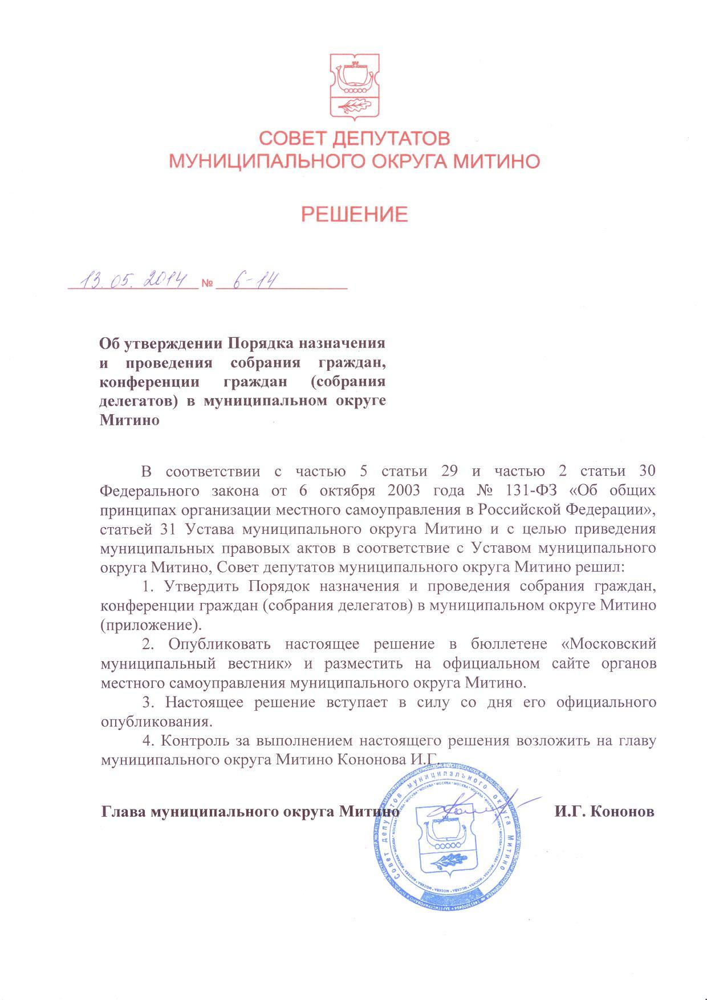 СОВЕТ ДЕПУТАТОВ
МУНИЦИПАЛЬНОГО ОКРУГА МИТИНО
РЕШЕНИЕ
13.05.2014 № 6-14
Об утверждении Порядка назначения
и проведения собрания граждан,
конференции граждан (собрания
делегатов) в муниципальном округе
Митино
В соответствии с частью 5 статьи 29 и частью 2 статьи 30
Федерального закона от 6 октября 2003 года № 131-ФЗ «Об общих
принципах организации местного самоуправления в Российской Федерации»,
статьей 31 Устава муниципального округа Митино и с целью приведения
муниципальных правовых актов в соответствие с Уставом муниципального
округа Митино, Совет депутатов муниципального округа Митино решил:
1. Утвердить Порядок назначения и проведения собрания граждан,
конференции граждан (собрания делегатов) в муниципальном округе Митино
(приложение).
2. Опубликовать настоящее решение в бюллетене «Московский
муниципальный вестник» и разместить на официальном сайте органов
местного самоуправления муниципального округа Митино.
3. Настоящее решение вступает в силу со дня его официального
опубликования.
4. Контроль за выполнением настоящего решения возложить на главу
муниципального округа Митино Кононова И.Г.
Глава муниципального округа Митино И.Г. Кононов
Совет депутатов муниципального округа Митино
МОСКВА * МОСКВА * МОСКВА * МОСКВА